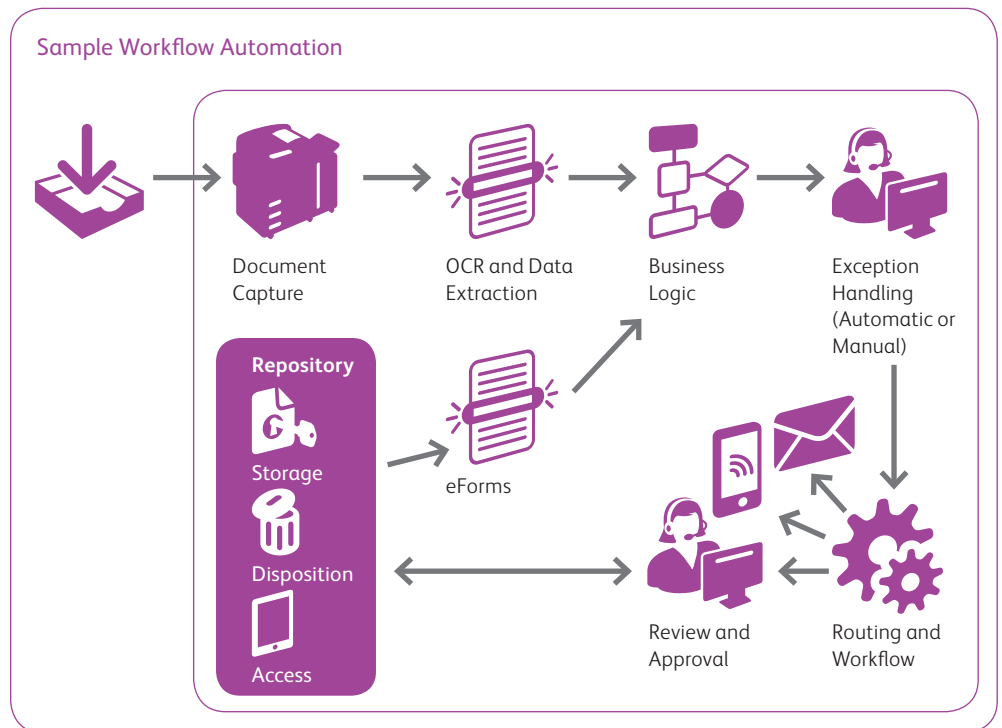 Sample Workflow Automation
Document
Capture
OCR and Data
Extraction
Business
Logic
Exception
Handling
(Automatic or
Manual)
Repository
Storage
Disposition
Access
eForms
Review and
Approval
Routing and
Workflow